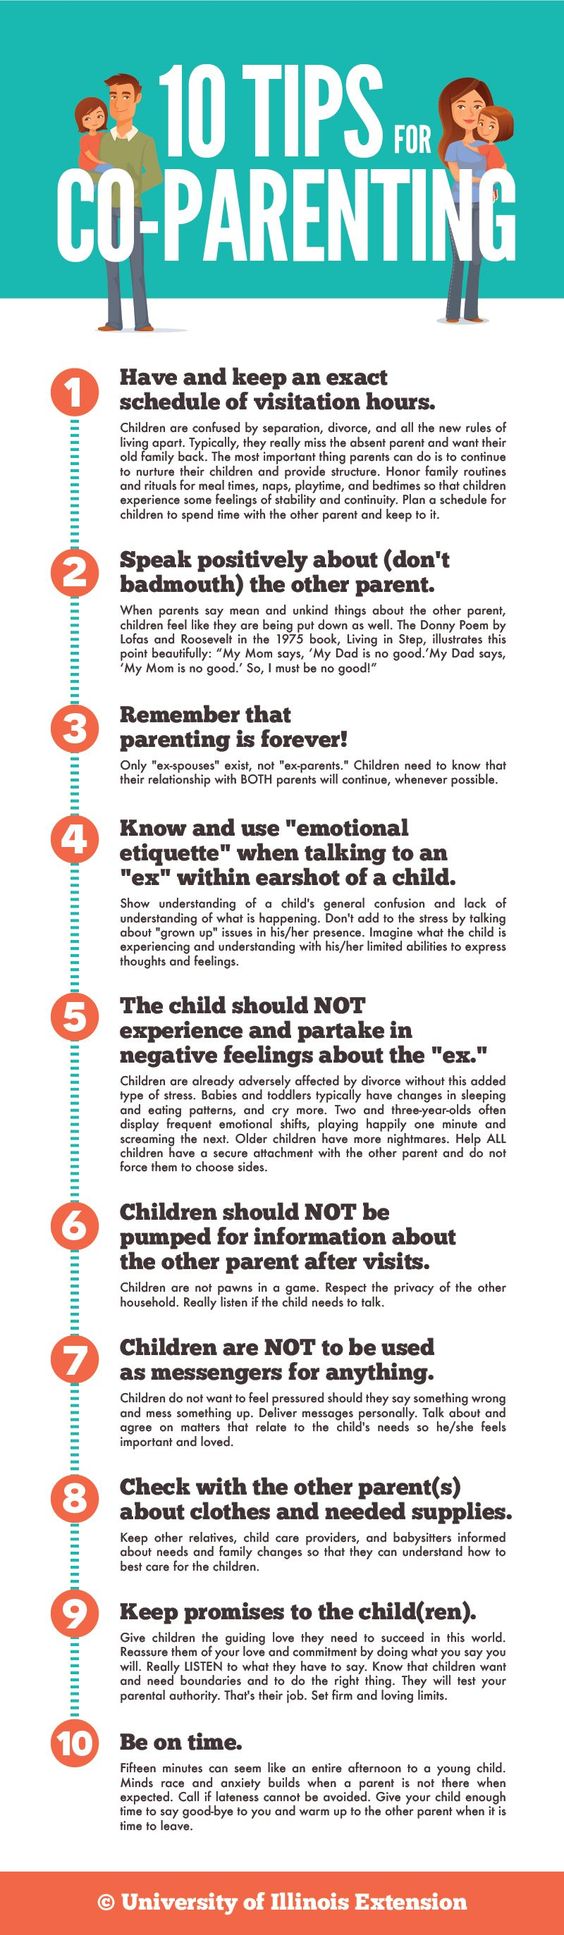 10 TIPS FOR
CO-PARENTING
1
Have and keep an exact
schedule of visitation hours.
Children are confused by separation, divorce, and all the new rules of
living apart. Typically, they really miss the absent parent and want their
old family back. The most important thing parents can do is to continue
to nurture their children and provide structure. Honor family routines
and rituals for meal times, naps, playtime, and bedtimes so that children
experience some feelings of stability and continuity. Plan a schedule for
children to spend time with the other parent and keep to it.
2
Speak positively about (don't
badmouth) the other parent.
When parents say mean and unkind things about the other parent,
children feel like they are being put down as well. The Donny Poem by
Lofas and Roosevelt in the 1975 book, Living in Step, illustrates this
point beautifully: “My Mom says, ‘My Dad is no good.’My Dad says,
‘My Mom is no good.’ So, I must be no good!”
3
Remember that
parenting is forever!
Only "ex-spouses" exist, not "ex-parents." Children need to know that
their relationship with BOTH parents will continue, whenever possible.
4
Know and use "emotional
etiquette" when talking to an
"ex" within earshot of a child.
Show understanding of a child's general confusion and lack of
understanding of what is happening. Don't add to the stress by talking
about "grown up" issues in his/her presence. Imagine what the child is
experiencing and understanding with his/her limited abilities to express
thoughts and feelings.
5
The child should NOT
experience and partake in
negative feelings about the "ex."
Children are already adversely affected by divorce without this added
type of stress. Babies and toddlers typically have changes in sleeping
and eating patterns, and cry more. Two and three-year-olds often
display frequent emotional shifts, playing happily one minute and
screaming the next. Older children have more nightmares. Help ALL
children have a secure attachment with the other parent and do not
force them to choose sides.
6
Children should NOT be
pumped for information about
the other parent after visits.
Children are not pawns in a game. Respect the privacy of the other
household. Really listen if the child needs to talk.
7
Children are NOT to be used
as messengers for anything.
Children do not want to feel pressured should they say something wrong
and mess something up. Deliver messages personally. Talk about and
agree on matters that relate to the child's needs so he/she feels
important and loved.
8
Check with the other parent(s)
about clothes and needed supplies.
Keep other relatives, child care providers, and babysitters informed
about needs and family changes so that they can understand how to
best care for the children.
9
Keep promises to the child(ren).
Give children the guiding love they need to succeed in this world.
Reassure them of your love and commitment by doing what you say you
will. Really LISTEN to what they have to say. Know that children want
and need boundaries and to do the right thing. They will test your
parental authority. That's their job. Set firm and loving limits.
10
Be on time.
Fifteen minutes can seem like an entire afternoon to a young child.
Minds race and anxiety builds when a parent is not there when
expected. Call if lateness cannot be avoided. Give your child enough
time to say good-bye to you and warm up to the other parent when it is
time to leave.
© University of Illinois Extension